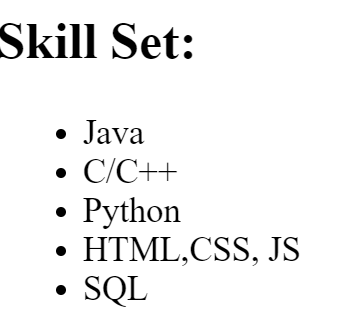 Skill Set:
• Java
• C/C++
• Python
• HTML,CSS, JS
• SQL